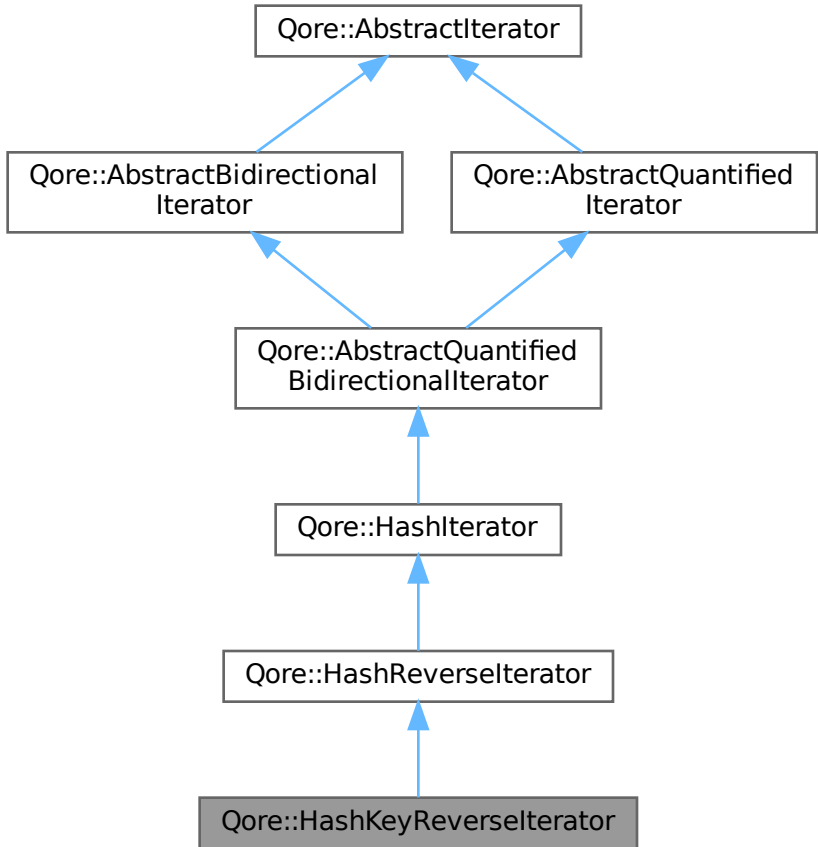 Qore::AbstractIterator
Qore::AbstractBidirectional
Iterator
Qore::AbstractQuantified
Iterator
Qore::AbstractQuantified
BidirectionalIterator
Qore::HashIterator
Qore::HashReverseIterator
Qore::HashKeyReverseIterator